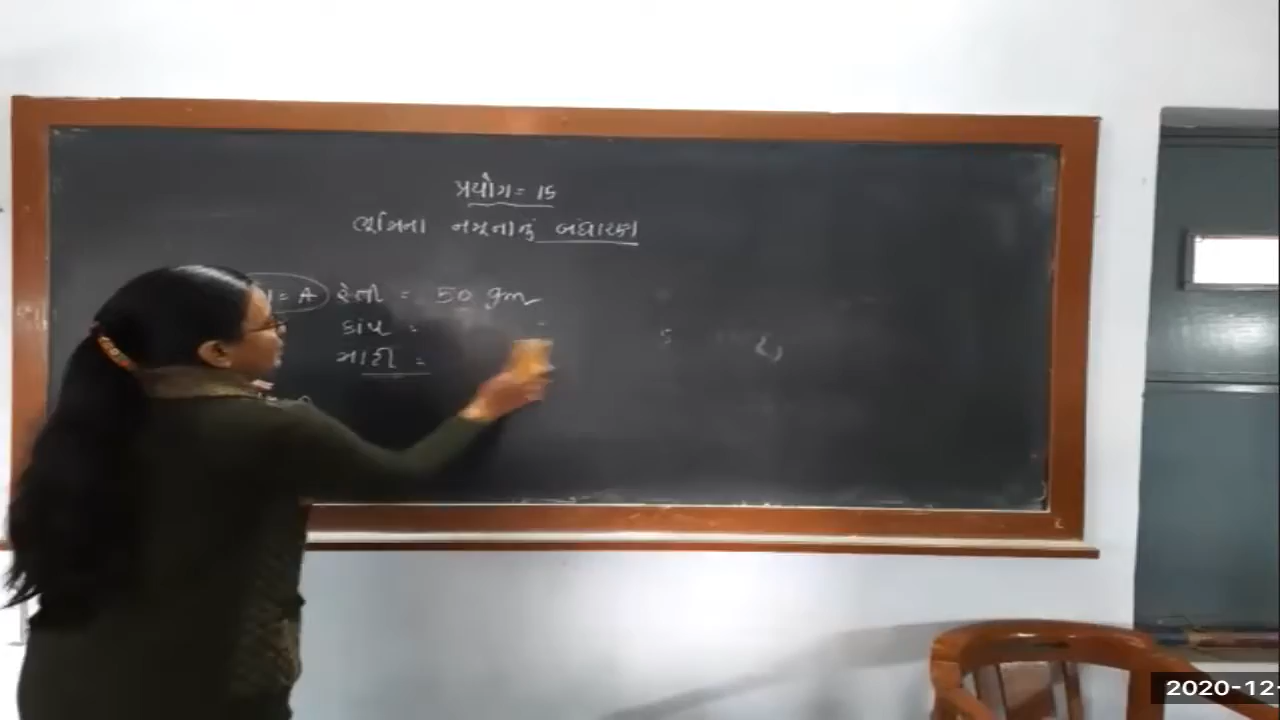 પ્રયોગ = 15
ભૂમિના નમૂનાનું બંધારણ
= A રેતી = 50 gm
કાંપ =
માટી =
2020-12-